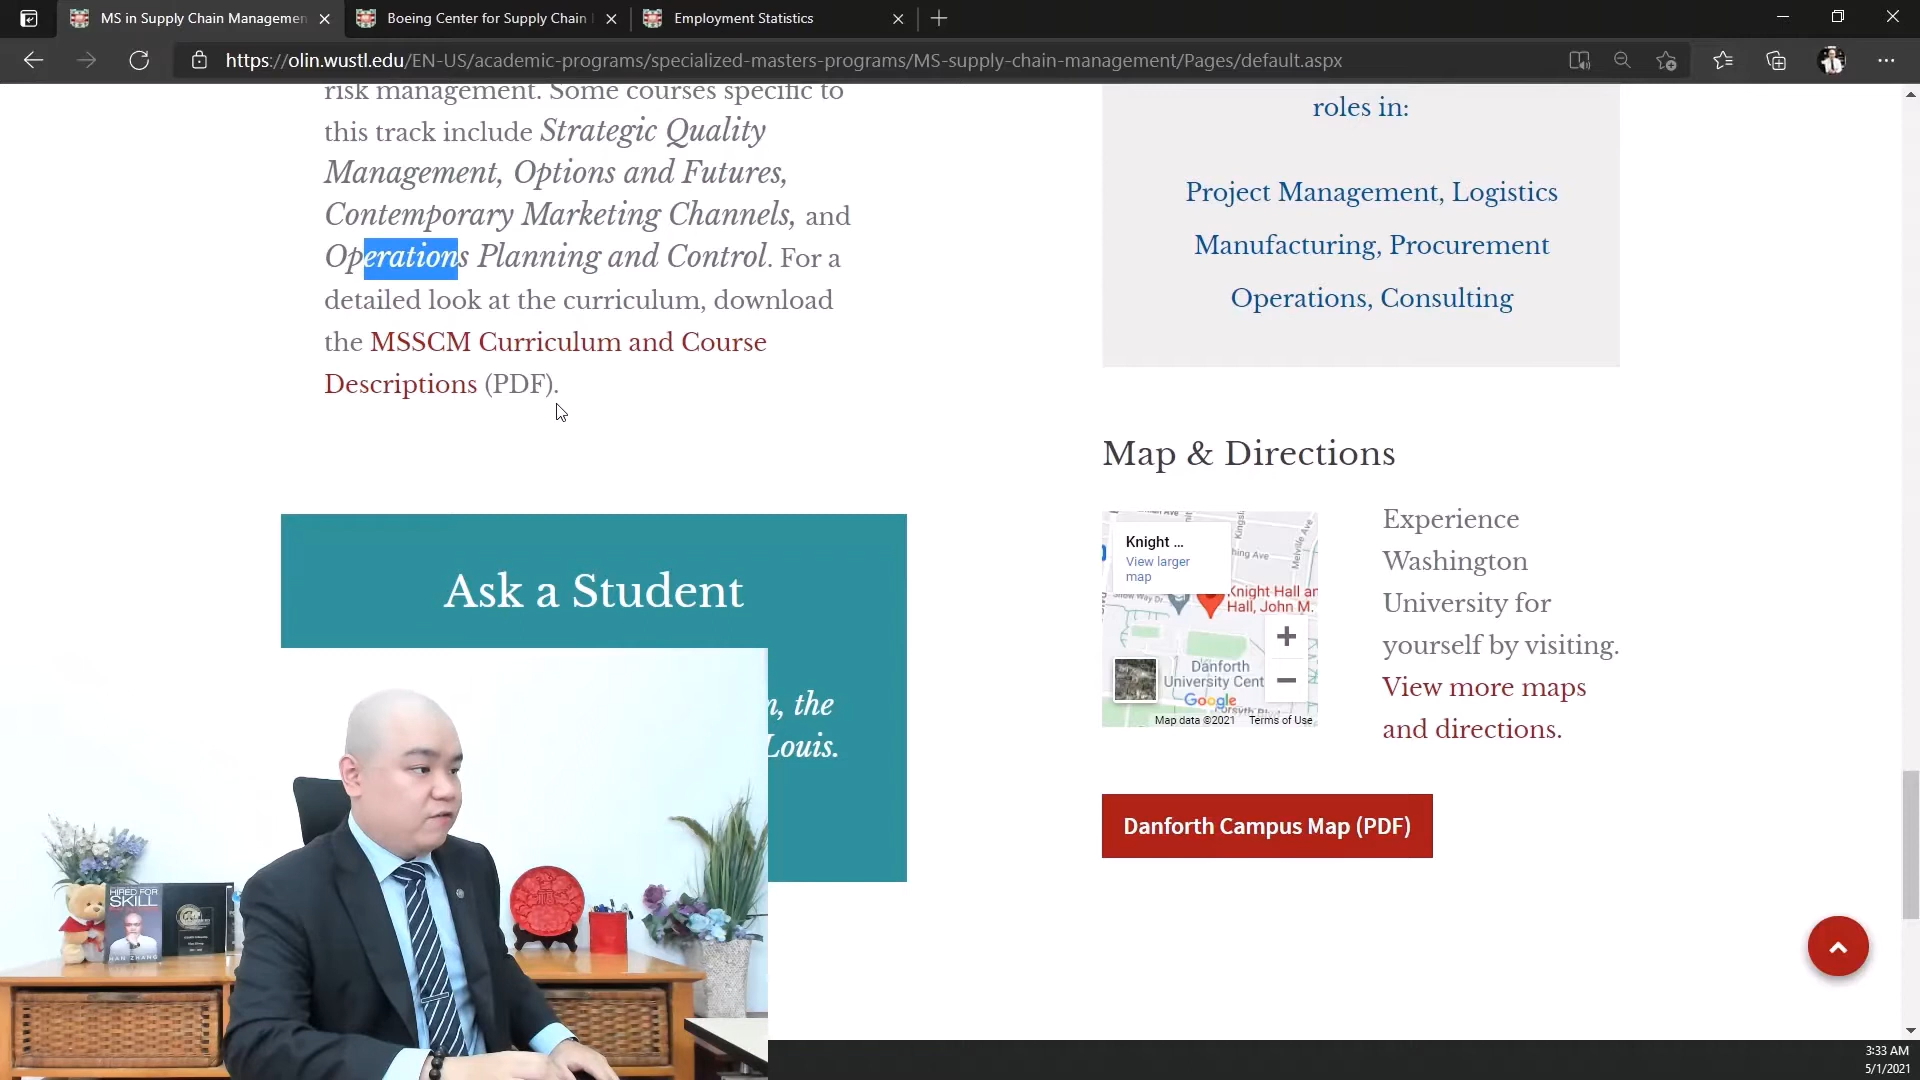 MS in Supply Chain Managemen
Boeing Center for Supply Chain
Employment Statistics
https://olin.wustl.edu/EN-US/academic-programs/specialized-masters-programs/MS-supply-chain-management/Pages/default.aspx
risk management. Some courses specific to
this track include Strategic Quality
Management, Options and Futures,
Contemporary Marketing Channels, and
Operations Planning and Control. For a
detailed look at the curriculum, download
the MSSCM Curriculum and Course
Descriptions (PDF).
Ask a Student
the
Louis.
roles in:
Project Management, Logistics
Manufacturing, Procurement
Operations, Consulting
Map & Directions
Knight ...
View larger
map
Knight Hall an
Hall, John M.
Danforth
University Cent
Google
Map data ©2021 Terms of Use
Experience
Washington
University for
yourself by visiting.
View more maps
and directions.
Danforth Campus Map (PDF)
HIRED FOR
SKILL
HAN ZHANG
3:33 AM
5/1/2021